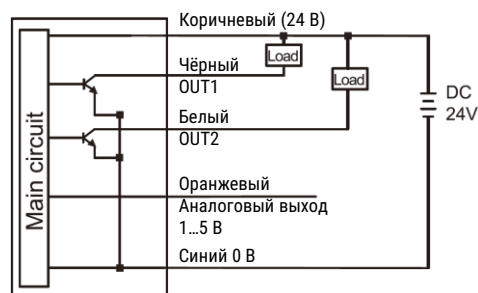 Коричневый (24 В)
Load
Чёрный
OUT1
Load
Белый
OUT2
DC
24V
Main circuit
Оранжевый
Аналоговый выход
1...5 В
Синий 0 В